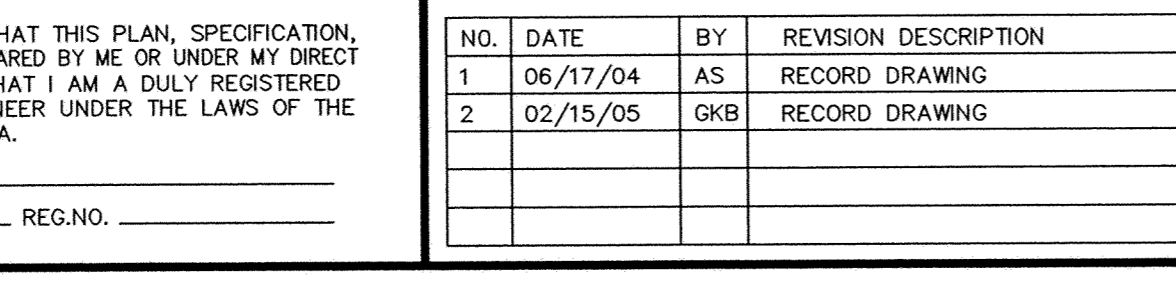 HAT THIS PLAN, SPECIFICATION,
ARED BY ME OR UNDER MY DIRECT
HAT I AM A DULY REGISTERED
NEER UNDER THE LAWS OF THE
A.
REG.NO.
NO. DATE BY REVISION DESCRIPTION
1 06/17/04 AS RECORD DRAWING
2 02/15/05 GKB RECORD DRAWING